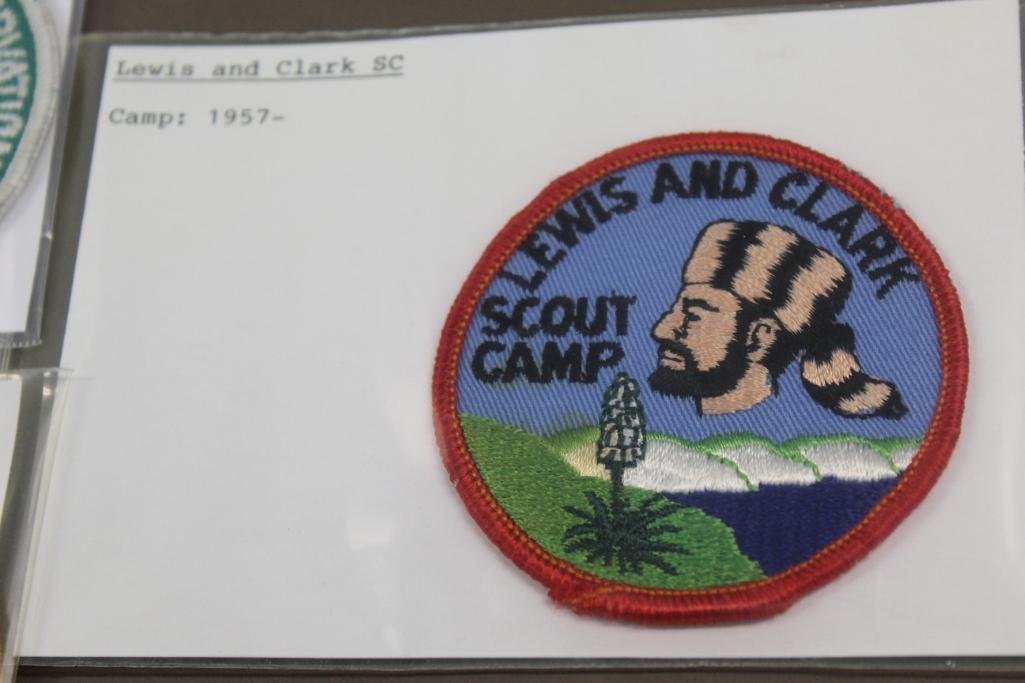 Lewis and Clark SC
Camp: 1957-
LEWIS AND CLARK
SCOUT
CAMP